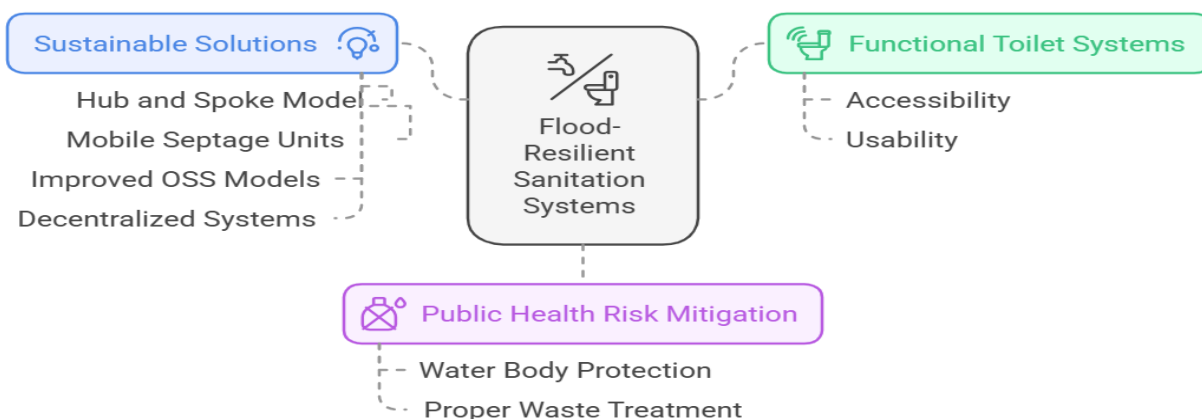 Sustainable Solutions
Hub and Spoke Model
Mobile Septage Units
Improved OSS Models
Decentralized Systems
Flood-
Resilient
Sanitation
Systems
Functional Toilet Systems
Accessibility
Usability
Public Health Risk Mitigation
Water Body Protection
Proper Waste Treatment